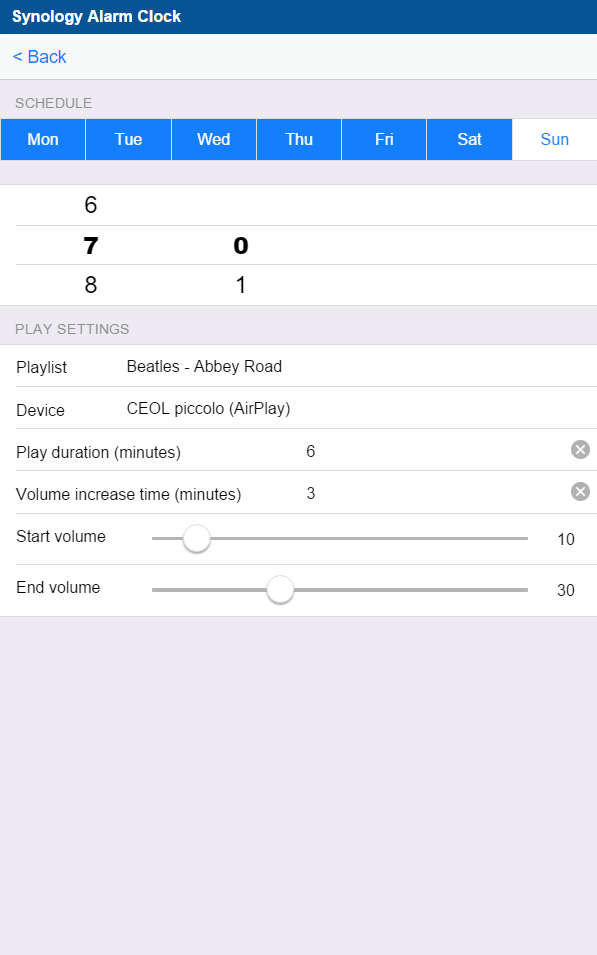 Synology Alarm Clock
< Back
SCHEDULE
Mon Tue Wed Thu Fri Sat Sun
6
7 0
8 1
PLAY SETTINGS
Playlist Beatles - Abbey Road
Device CEOL piccolo (AirPlay)
Play duration (minutes) 6
Volume increase time (minutes) 3
Start volume 10
End volume 30